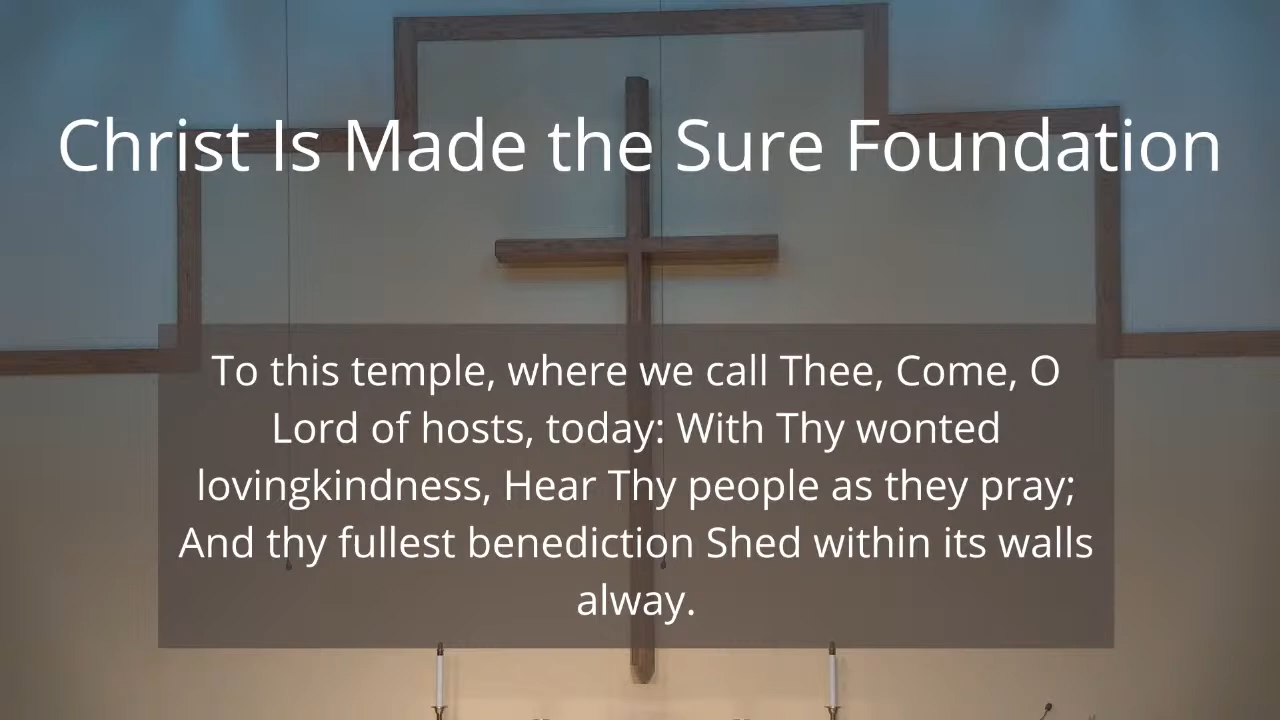 Christ Is Made the Sure Foundation
To this temple, where we call Thee, Come, O
Lord of hosts, today: With Thy wonted
lovingkindness, Hear Thy people as they pray;
And thy fullest benediction Shed within its walls
alway.